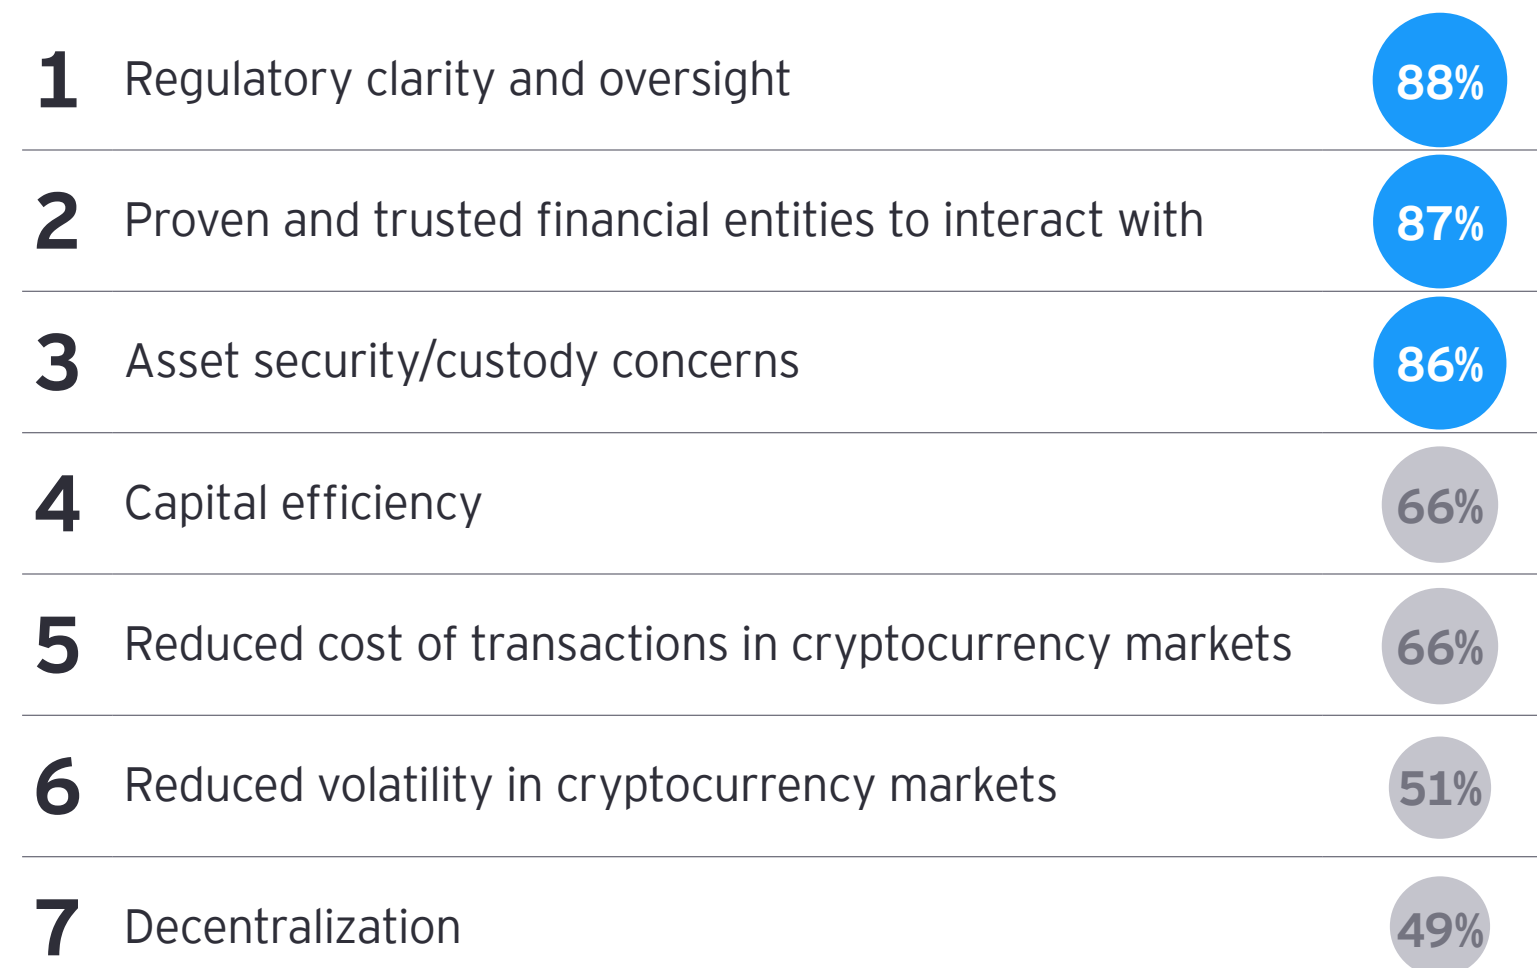 1 Regulatory clarity and oversight 88%
2 Proven and trusted financial entities to interact with 87%
3 Asset security/custody concerns 86%
4 Capital efficiency 66%
5 Reduced cost of transactions in cryptocurrency markets 66%
6 Reduced volatility in cryptocurrency markets 51%
7 Decentralization 49%